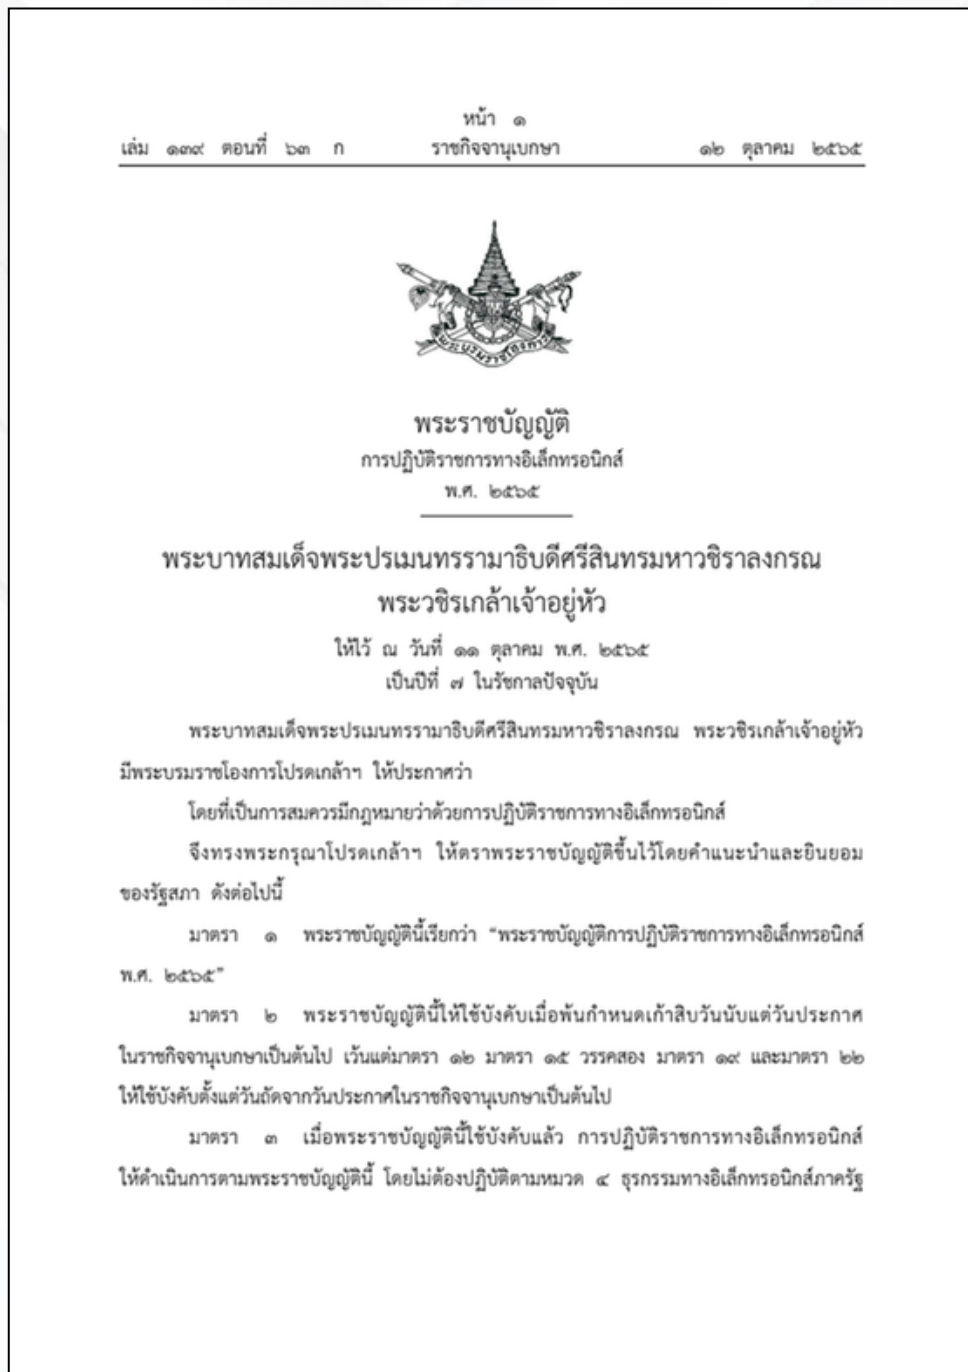 หน้า ๑
เล่ม ๑๓๙ ตอนที่ ๖๓ ก ราชกิจจานุเบกษา ๑๒ ตุลาคม ๒๕๖๕
พระบรมราชโองการ
พระราชบัญญัติ
การปฏิบัติราชการทางอิเล็กทรอนิกส์
พ.ศ. ๒๕๖๕
พระบาทสมเด็จพระปรเมนทรรามาธิบดีศรีสินทรมหาวชิราลงกรณ
พระวชิรเกล้าเจ้าอยู่หัว
ให้ไว้ ณ วันที่ ๑๑ ตุลาคม พ.ศ. ๒๕๖๕
เป็นปีที่ ๗ ในรัชกาลปัจจุบัน
พระบาทสมเด็จพระปรเมนทรรามาธิบดีศรีสินทรมหาวชิราลงกรณ พระวชิรเกล้าเจ้าอยู่หัว
มีพระบรมราชโองการโปรดเกล้าฯ ให้ประกาศว่า
โดยที่เป็นการสมควรมีกฎหมายว่าด้วยการปฏิบัติราชการทางอิเล็กทรอนิกส์
จึงทรงพระกรุณาโปรดเกล้าฯ ให้ตราพระราชบัญญัติขึ้นไว้โดยคำแนะนำและยินยอม
ของรัฐสภา ดังต่อไปนี้
มาตรา ๑ พระราชบัญญัตินี้เรียกว่า “พระราชบัญญัติการปฏิบัติราชการทางอิเล็กทรอนิกส์
พ.ศ. ๒๕๖๕”
มาตรา ๒ พระราชบัญญัตินี้ให้ใช้บังคับเมื่อพ้นกำหนดเก้าสิบวันนับแต่วันประกาศ
ในราชกิจจานุเบกษาเป็นต้นไป เว้นแต่มาตรา ๑๒ มาตรา ๑๕ วรรคสอง มาตรา ๑๙ และมาตรา ๒๒
ให้ใช้บังคับตั้งแต่วันถัดจากวันประกาศในราชกิจจานุเบกษาเป็นต้นไป
มาตรา ๓ เมื่อพระราชบัญญัตินี้ใช้บังคับแล้ว การปฏิบัติราชการทางอิเล็กทรอนิกส์
ให้ดำเนินการตามพระราชบัญญัตินี้ โดยไม่ต้องปฏิบัติตามหมวด ๔ ธุรกรรมทางอิเล็กทรอนิกส์ภาครัฐ